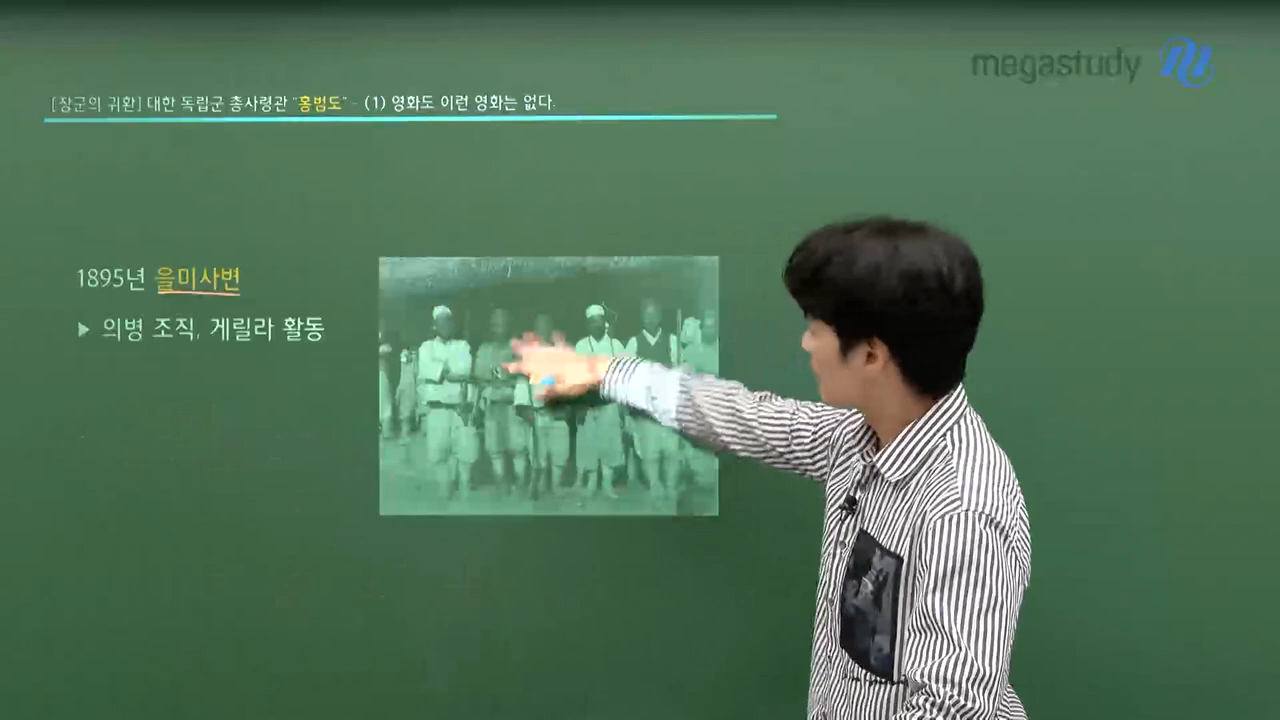 megastudy
[장군의 귀환] 대한 독립군 총사령관 "홍범도" - (1) 영화도 이런 영화는 없다.
1895년 을미사변
▶ 의병 조직, 게릴라 활동